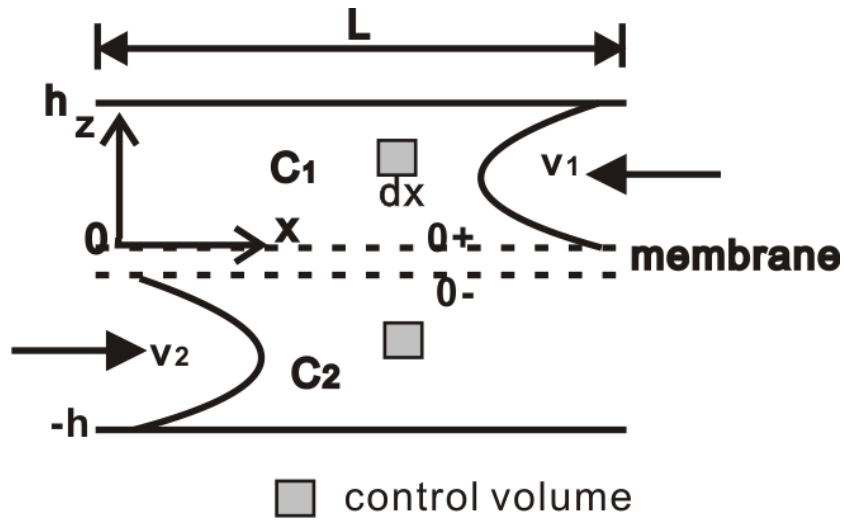 L
h
z
C1
v1
dx
0
x
0+
membrane
0-
v2
C2
-h
control volume